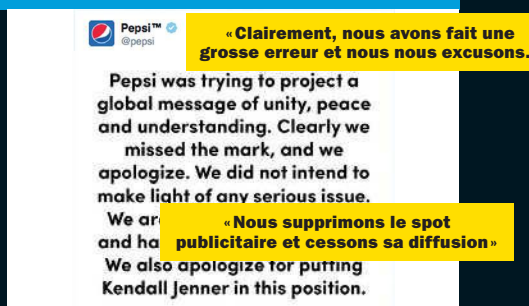 Pepsi™
@pepsi
«Clairement, nous avons fait une
grosse erreur et nous nous excusons.
Pepsi was trying to project a
global message of unity, peace
and understanding. Clearly we
missed the mark, and we
apologize. We did not intend to
make light of any serious issue.
We
«Nous supprimons le spot
and
publicitaire et cessons sa diffusion»
We also apologize for putting
Kendall Jenner in this position.